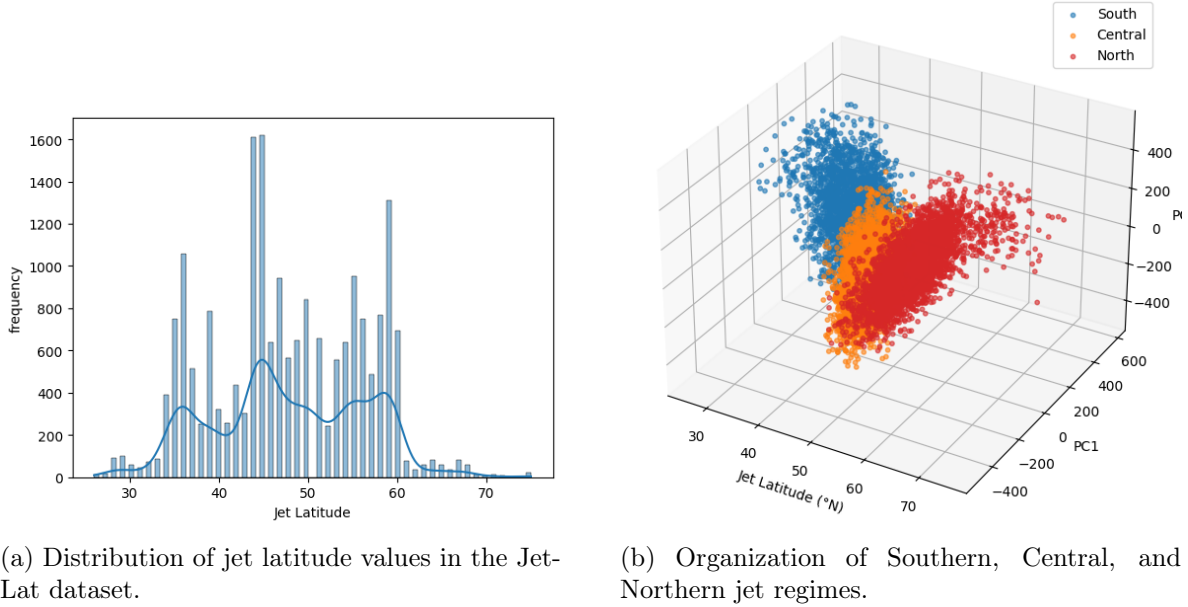 South
Central
North
1600
1400
1200
1000
800
600
400
200
0
frequency
30
40
50
60
70
Jet Latitude
400
200
0
−200
−400
600
400
200
0
−200
−400
PC1
30
40
50
60
70
Jet Latitude (°N)
(a) Distribution of jet latitude values in the Jet-
Lat dataset.
(b) Organization of Southern, Central, and
Northern jet regimes.